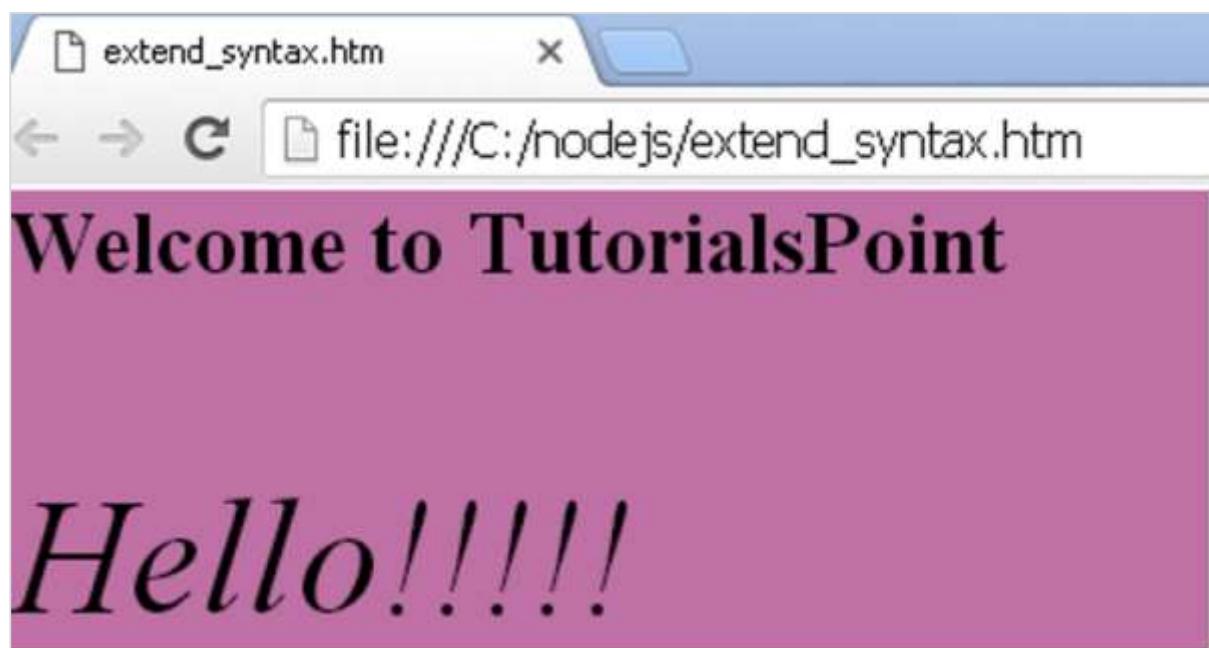 extend_syntax.htm
file:///C:/nodejs/extend_syntax.htm
Welcome to TutorialsPoint
Hello!!!!!